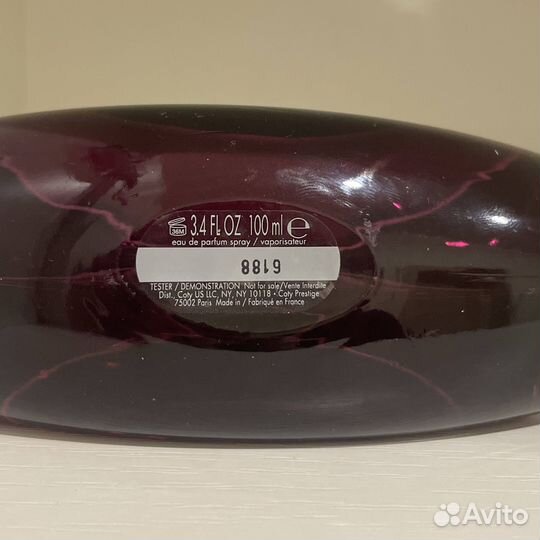 36M 3.4 FL OZ 100 ml e
eau de parfum spray / vaporisateur
6188
TESTER / DEMONSTRATION Not for sale/Vente Interdite
Dist., Coty US LLC, NY, NY 10118 • Coty Prestige
75002 Paris Made in / Fabriqué en France
Avito